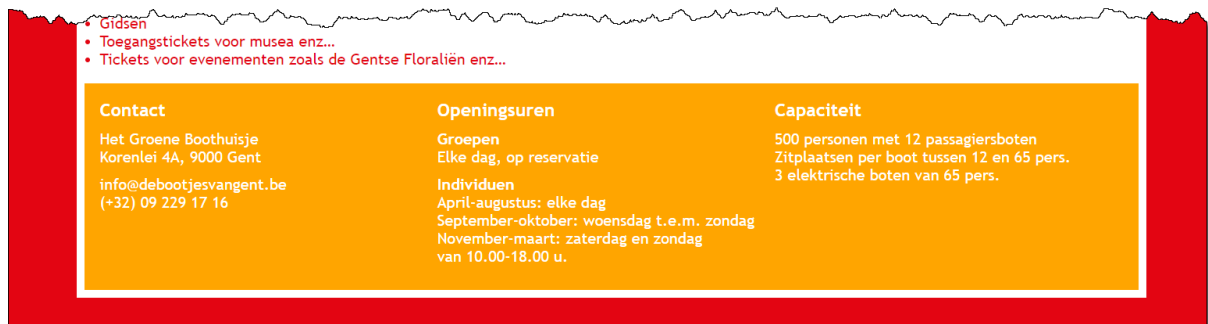 Gidsen
Toegangstickets voor musea enz…
Tickets voor evenementen zoals de Gentse Floraliën enz…
Contact
Het Groene Boothuisje
Korenlei 4A, 9000 Gent
info@debootjesvangent.be
(+32) 09 229 17 16
Openingsuren
Groepen
Elke dag, op reservatie
Individuen
April-augustus: elke dag
September-oktober: woensdag t.e.m. zondag
November-maart: zaterdag en zondag
van 10.00-18.00 u.
Capaciteit
500 personen met 12 passagiersboten
Zitplaatsen per boot tussen 12 en 65 pers.
3 elektrische boten van 65 pers.